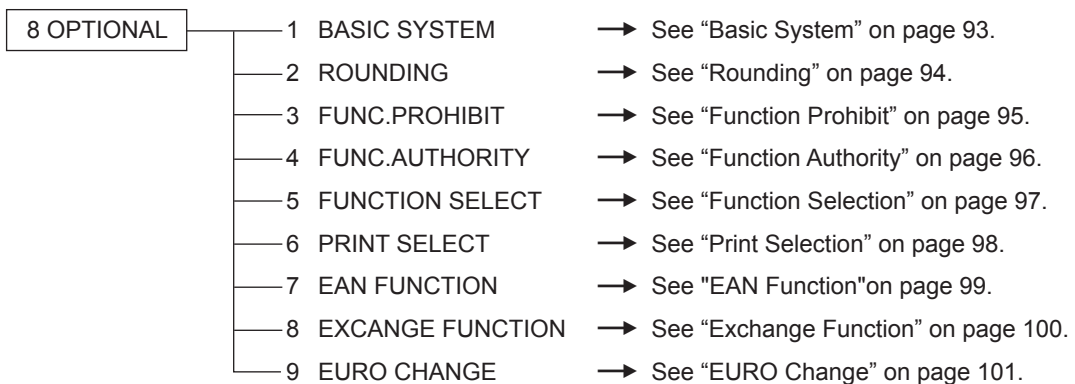 8 OPTIONAL 1 BASIC SYSTEM See “Basic System” on page 93.
2 ROUNDING See “Rounding” on page 94.
3 FUNC.PROHIBIT See “Function Prohibit” on page 95.
4 FUNC.AUTHORITY See “Function Authority” on page 96.
5 FUNCTION SELECT See “Function Selection” on page 97.
6 PRINT SELECT See “Print Selection” on page 98.
7 EAN FUNCTION See "EAN Function"on page 99.
8 EXCANGE FUNCTION See “Exchange Function” on page 100.
9 EURO CHANGE See “EURO Change” on page 101.